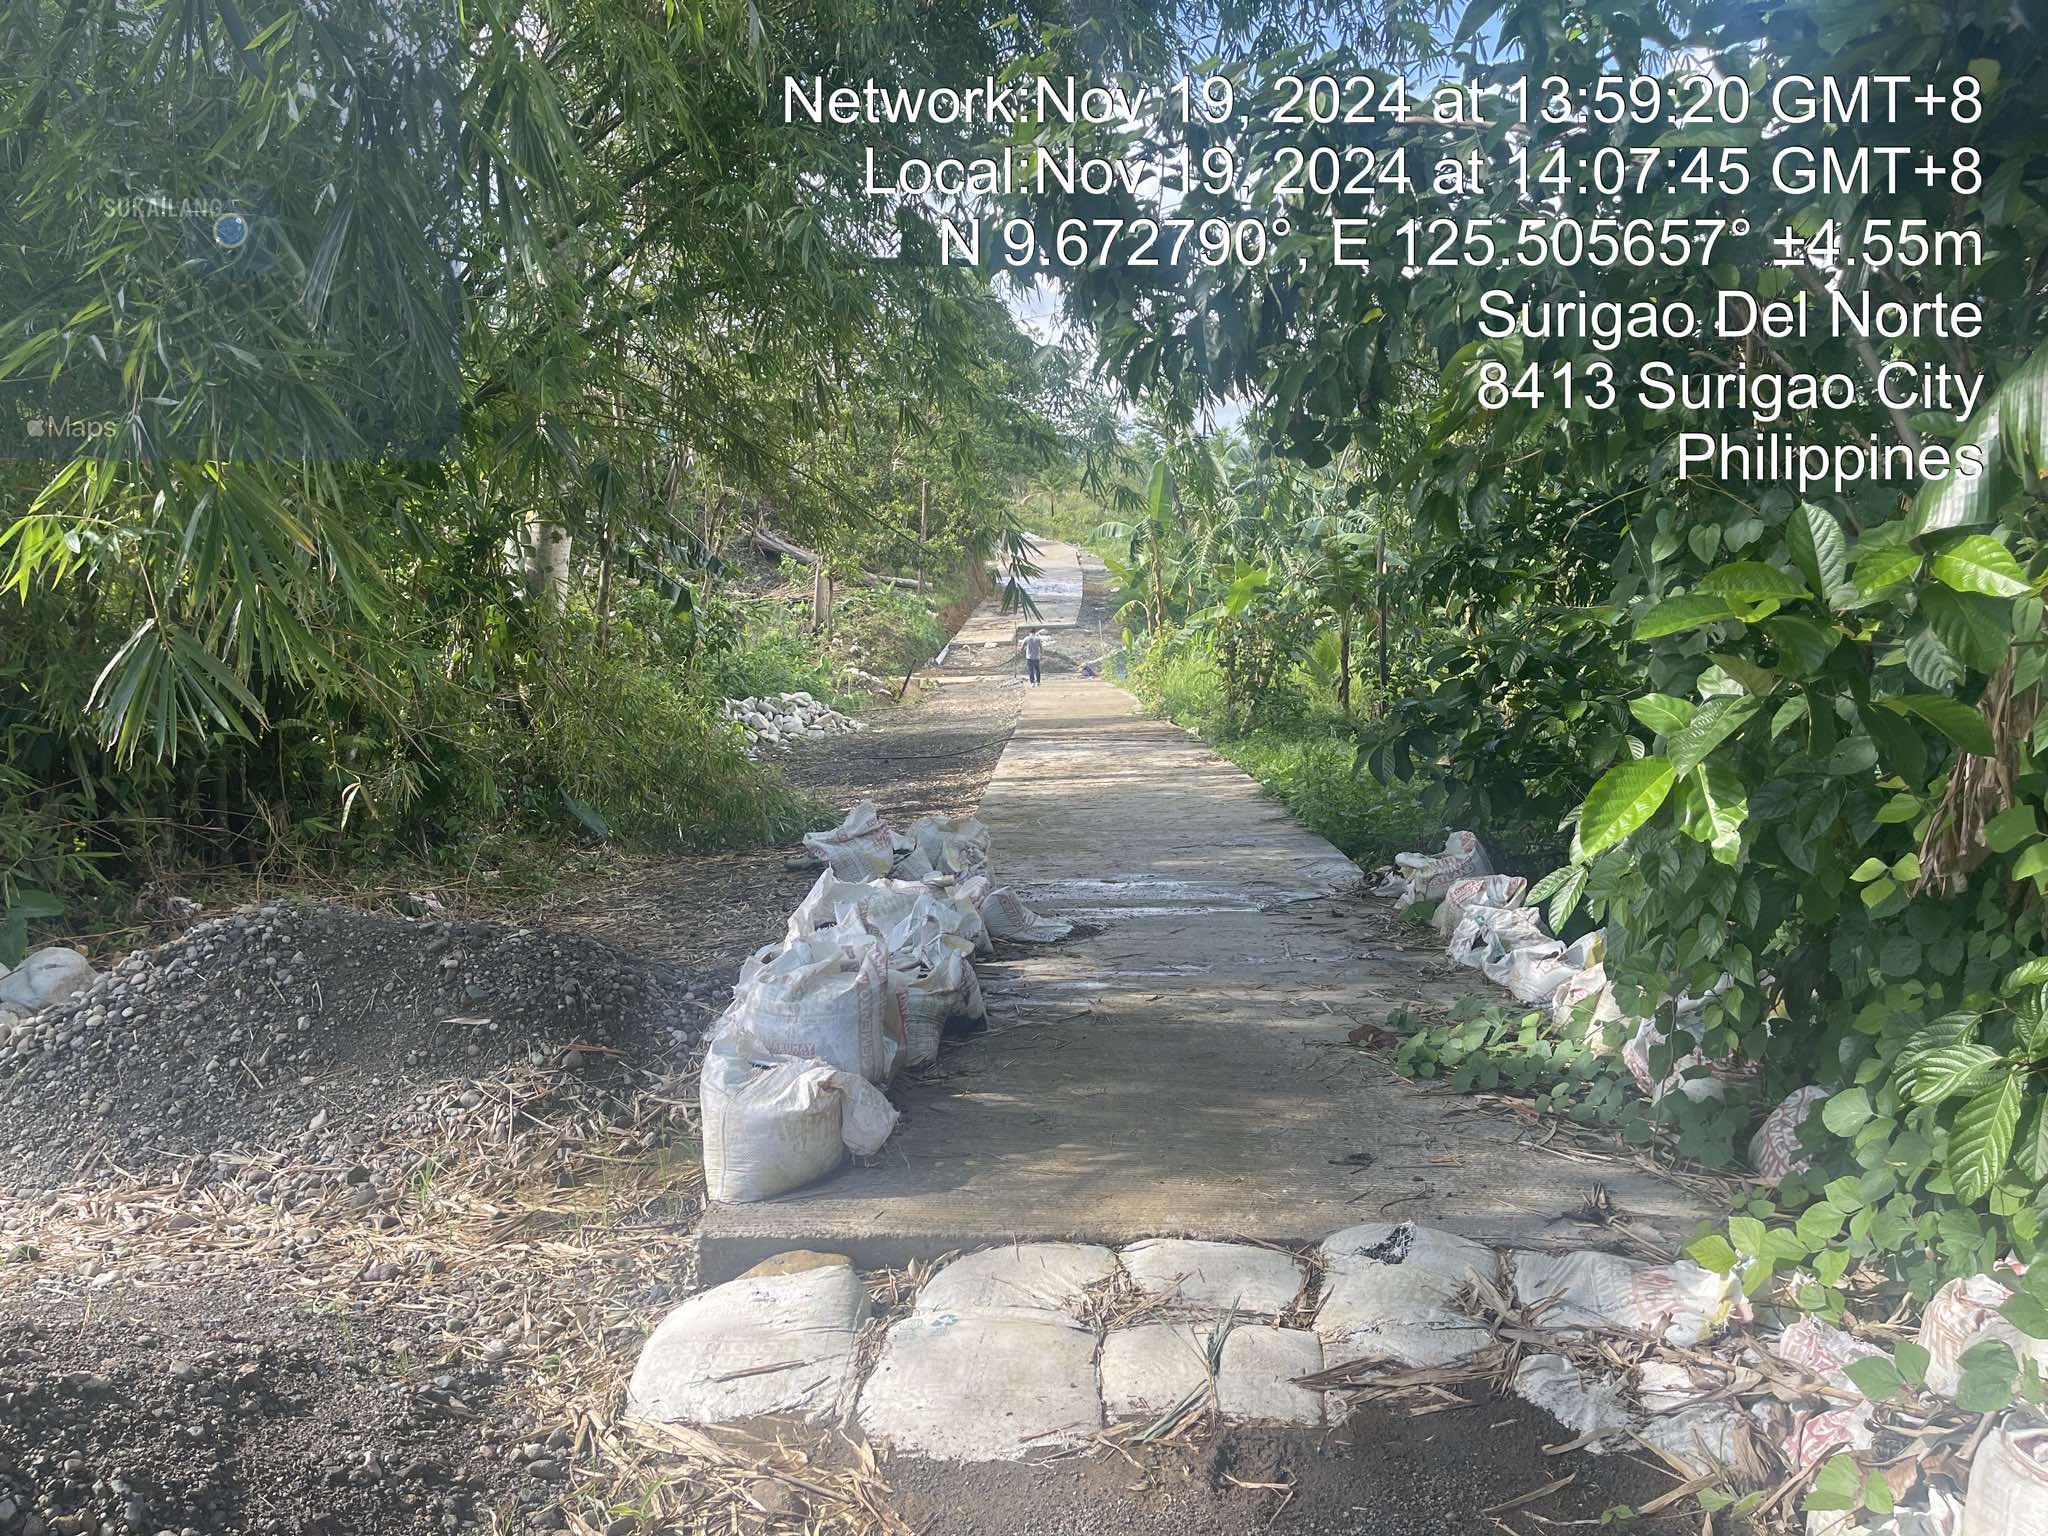 Network:Nov 19, 2024 at 13:59:20 GMT+8
Local:Nov 19, 2024 at 14:07:45 GMT+8
N 9.672790°, E 125.505657° ±4.55m
Surigao Del Norte
8413 Surigao City
Philippines
SUKAILANG
Maps